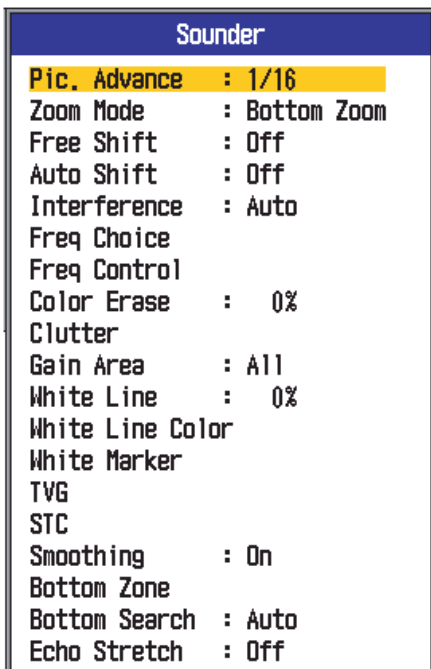 Sounder
Pic. Advance : 1/16
Zoom Mode : Bottom Zoom
Free Shift : Off
Auto Shift : Off
Interference : Auto
Freq Choice
Freq Control
Color Erase : 0%
Clutter
Gain Area : All
White Line : 0%
White Line Color
White Marker
TVG
STC
Smoothing : On
Bottom Zone
Bottom Search : Auto
Echo Stretch : Off